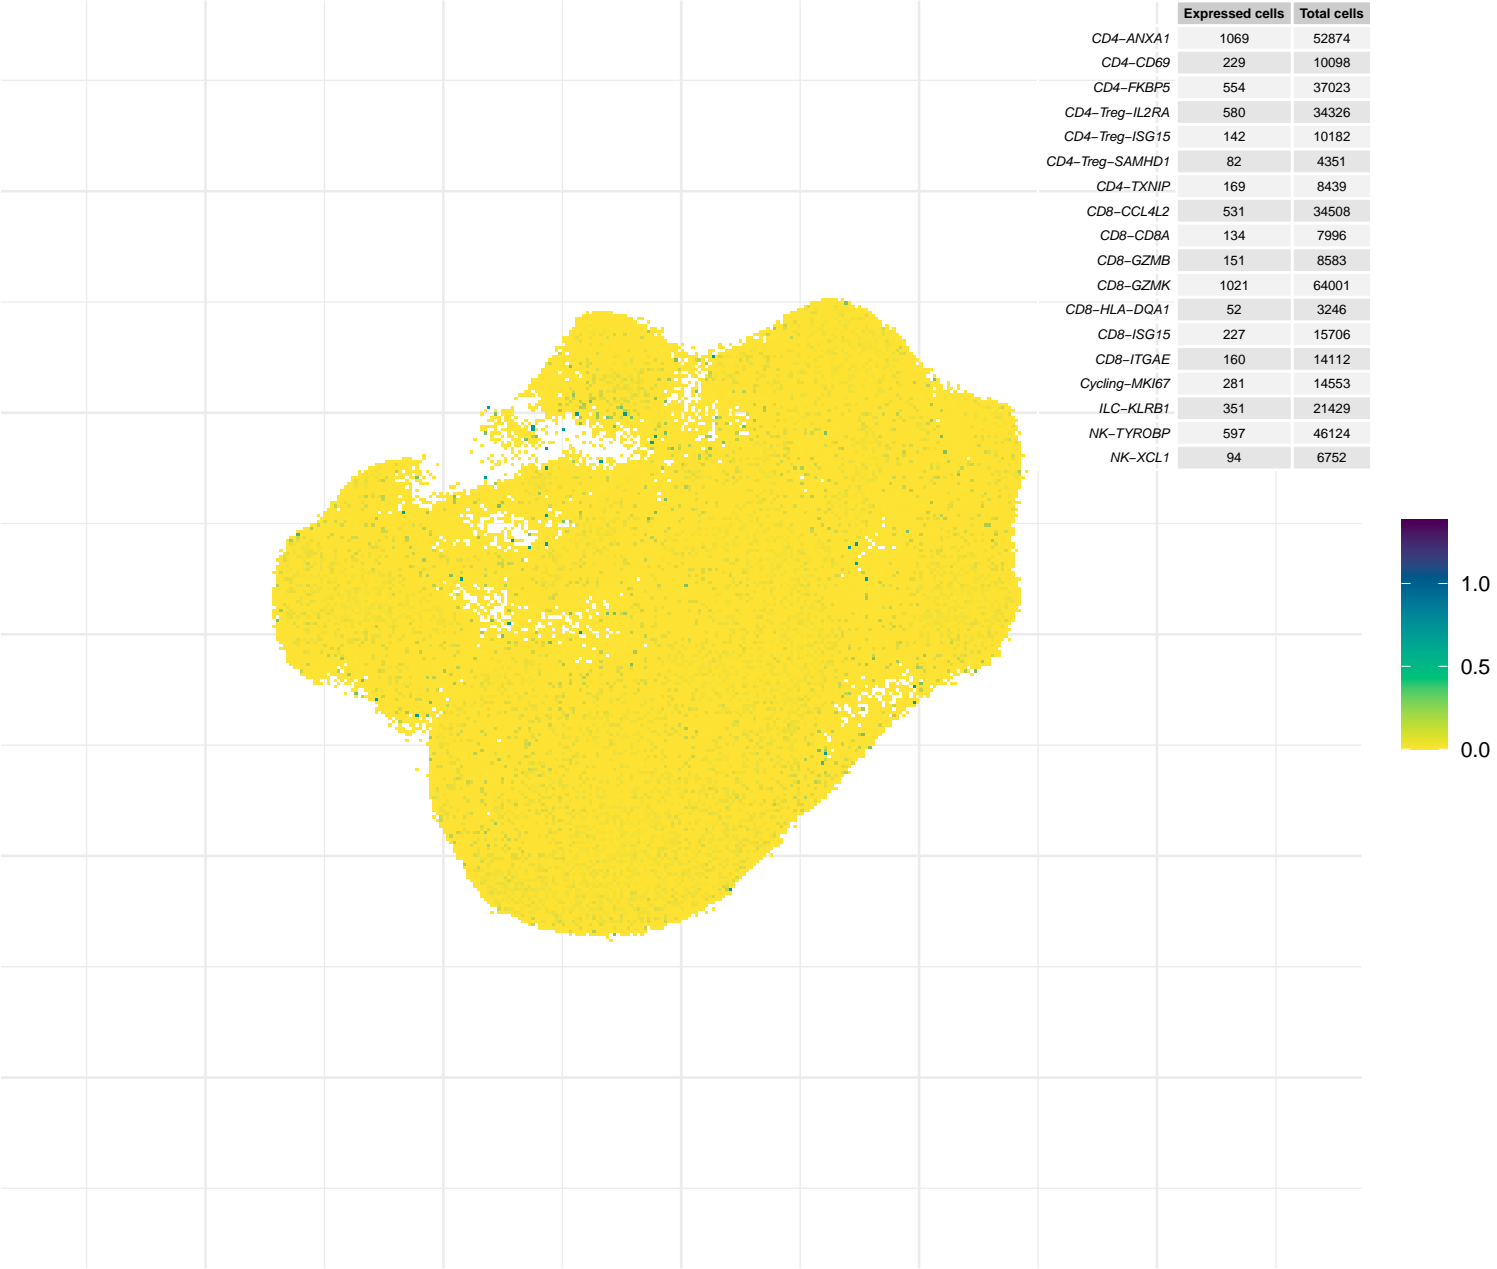 Expressed cells Total cells
CD4−ANXA1 1069 52874
CD4−CD69 229 10098
CD4−FKBP5 554 37023
CD4−Treg−IL2RA 580 34326
CD4−Treg−ISG15 142 10182
CD4−Treg−SAMHD1 82 4351
CD4−TXNIP 169 8439
CD8−CCL4L2 531 34508
CD8−CD8A 134 7996
CD8−GZMB 151 8583
CD8−GZMK 1021 64001
CD8−HLA−DQA1 52 3246
CD8−ISG15 227 15706
CD8−ITGAE 160 14112
Cycling−MKI67 281 14553
ILC−KLRB1 351 21429
NK−TYROBP 597 46124
NK−XCL1 94 6752
1.0
0.5
0.0